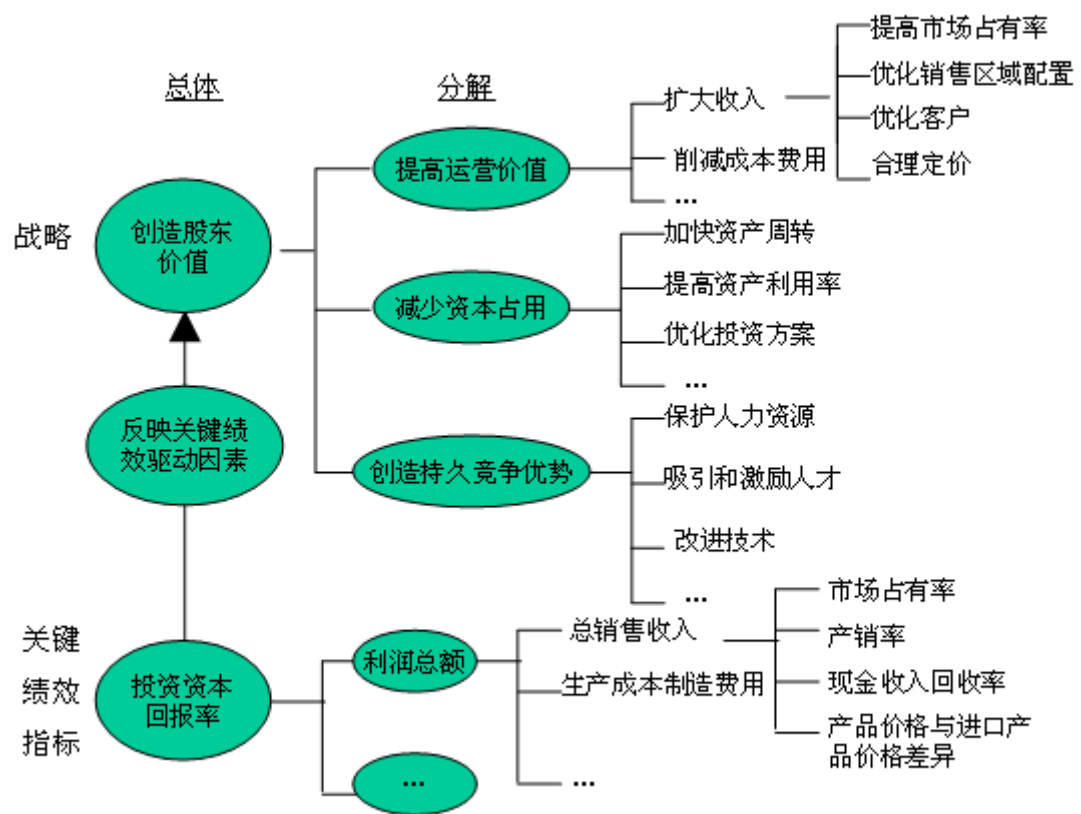 总体
分解
战略
创造股东
价值
提高运营价值
扩大收入
提高市场占有率
优化销售区域配置
优化客户
合理定价
削减成本费用
...
减少资本占用
加快资产周转
提高资产利用率
优化投资方案
...
反映关键绩
效驱动因素
创造持久竞争优势
保护人力资源
吸引和激励人才
改进技术
...
关键
绩效
指标
投资资本
回报率
利润总额
总销售收入
市场占有率
产销率
现金收入回收率
产品价格与进口产
品价格差异
生产成本制造费用
...
...